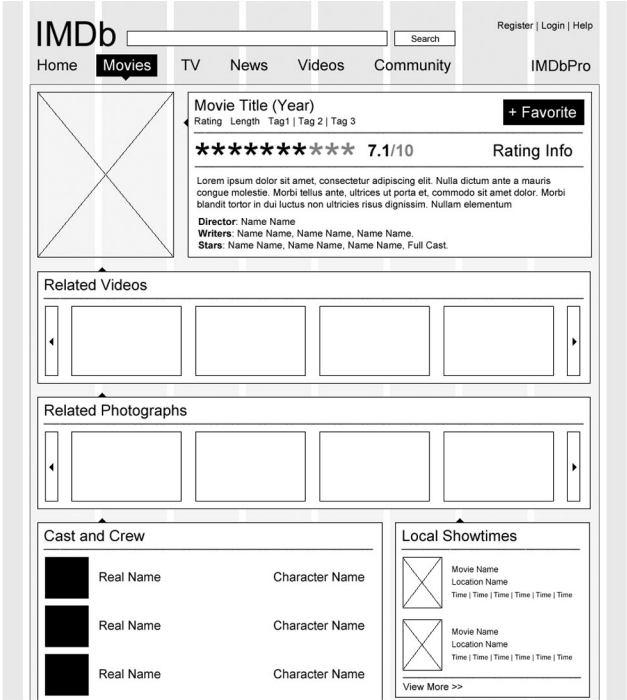 Register | Login | Help
IMDb
Search
Home Movies TV News Videos Community IMDbPro
Movie Title (Year)
+ Favorite
Rating Length Tag1 | Tag 2 | Tag 3
********** 7.1/10 Rating Info
Lorem ipsum dolor sit amet, consectetur adipiscing elit. Nulla dictum ante a mauris
congue molestie. Morbi tellus ante, ultrices ut porta et, commodo sit amet dolor. Morbi
blandit tortor in dui luctus non ultricies risus dignissim. Nullam elementum
Director: Name Name
Writers: Name Name, Name Name, Name Name.
Stars: Name Name, Name Name, Name Name, Full Cast.
Related Videos
Related Photographs
Cast and Crew
Real Name Character Name
Real Name Character Name
Real Name Character Name
Local Showtimes
Movie Name
Location Name
Time | Time | Time | Time | Time | Time
Movie Name
Location Name
Time | Time | Time | Time | Time | Time
View More >>